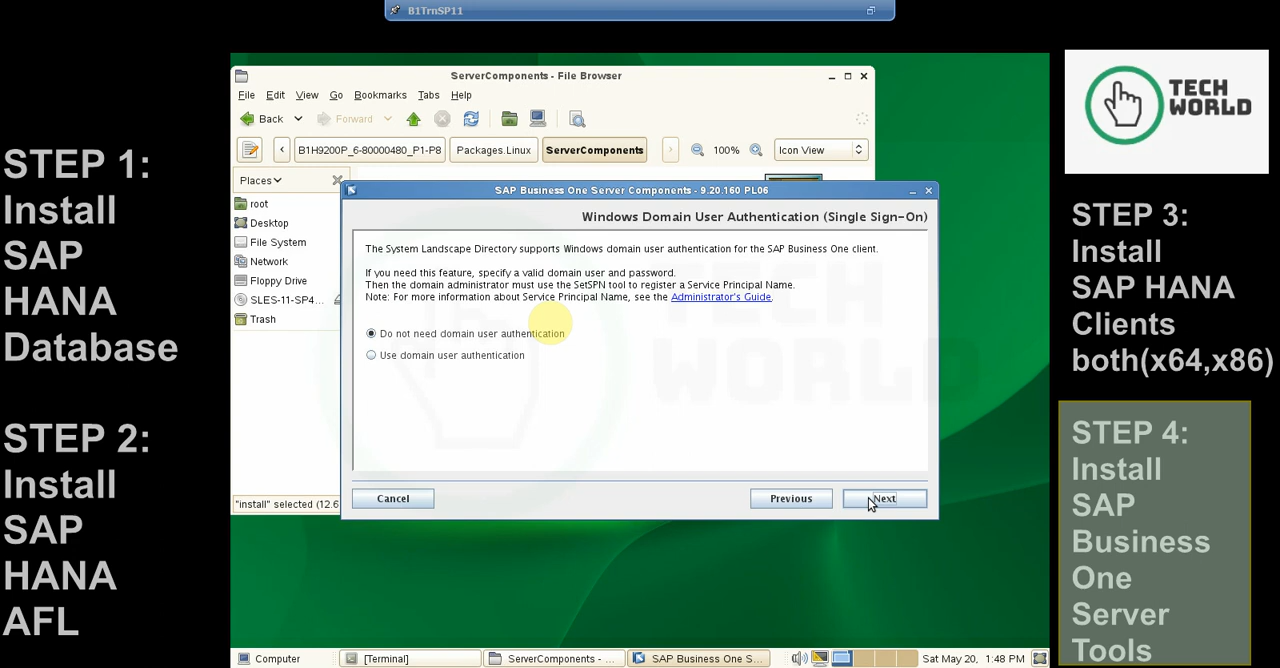 B1TrnSP11
STEP 1:
Install
SAP
HANA
Database
STEP 2:
Install
SAP
HANA
AFL
ServerComponents - File Browser
File Edit View Go Bookmarks Tabs Help
Back Forward
B1H9200P_6-80000480_P1-P8 Packages.Linux ServerComponents 100% Icon View
Places
root
Desktop
File System
Network
Floppy Drive
SLES-11-SP4...
Trash
"install" selected (12.6
SAP Business One Server Components - 9.20.160 PL06
Windows Domain User Authentication (Single Sign-On)
The System Landscape Directory supports Windows domain user authentication for the SAP Business One client.
If you need this feature, specify a valid domain user and password.
Then the domain administrator must use the SetSPN tool to register a Service Principal Name.
Note: For more information about Service Principal Name, see the Administrator's Guide.
Do not need domain user authentication
Use domain user authentication
TECH
WORLD
Cancel Previous Next
Computer [Terminal] ServerComponents - ... SAP Business One S... Sat May 20, 1:48 PM
TECH
WORLD
STEP 3:
Install
SAP HANA
Clients
both(x64,x86)
STEP 4:
Install
SAP
Business
One
Server
Tools